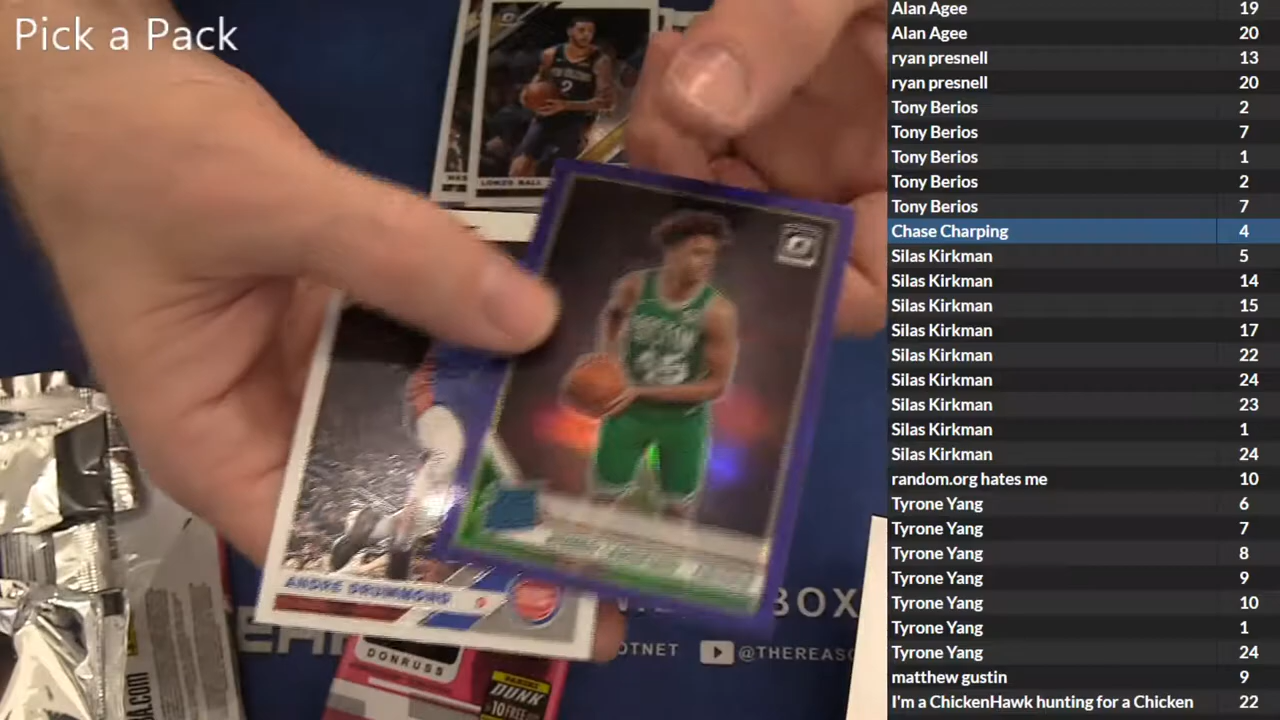 Pick a Pack
Alan Agee 19
Alan Agee 20
ryan presnell 13
ryan presnell 20
Tony Berios 2
Tony Berios 7
Tony Berios 1
Tony Berios 2
Tony Berios 7
Chase Charping 4
Silas Kirkman 5
Silas Kirkman 14
Silas Kirkman 15
Silas Kirkman 17
Silas Kirkman 22
Silas Kirkman 24
Silas Kirkman 23
Silas Kirkman 1
Silas Kirkman 24
random.org hates me 10
Tyrone Yang 6
Tyrone Yang 7
Tyrone Yang 8
Tyrone Yang 9
Tyrone Yang 10
Tyrone Yang 1
Tyrone Yang 24
matthew gustin 9
I'm a ChickenHawk hunting for a Chicken 22
2
LONZO BALL
BOSTON
ANDRE DRUMMOND
BOX
OTNET
@THEREASO
DONRUSS
PANINI
DUNK